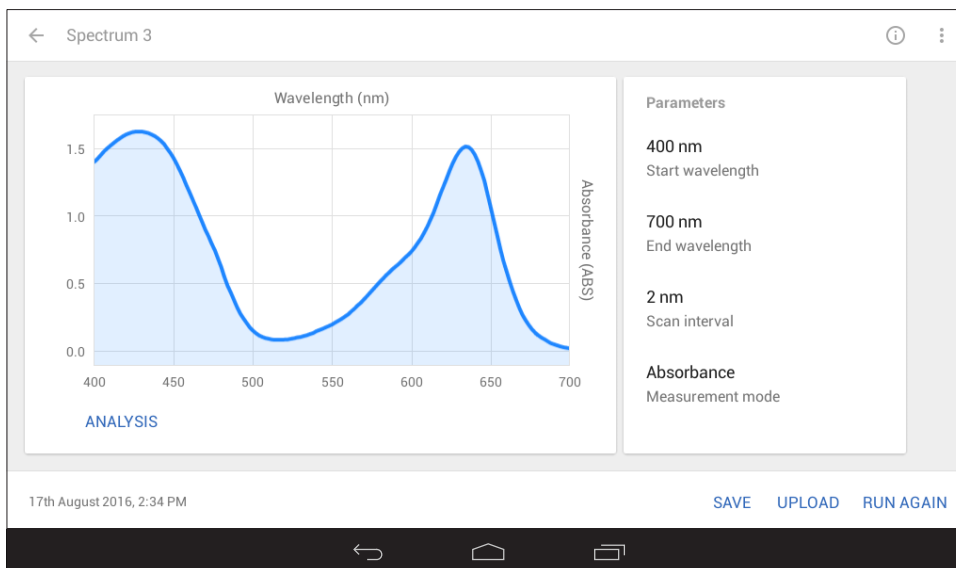 Spectrum 3
Wavelength (nm)
1.5
1.0
0.5
0.0
400 450 500 550 600 650 700
Absorbance (ABS)
ANALYSIS
Parameters
400 nm
Start wavelength
700 nm
End wavelength
2 nm
Scan interval
Absorbance
Measurement mode
17th August 2016, 2:34 PM
SAVE UPLOAD RUN AGAIN